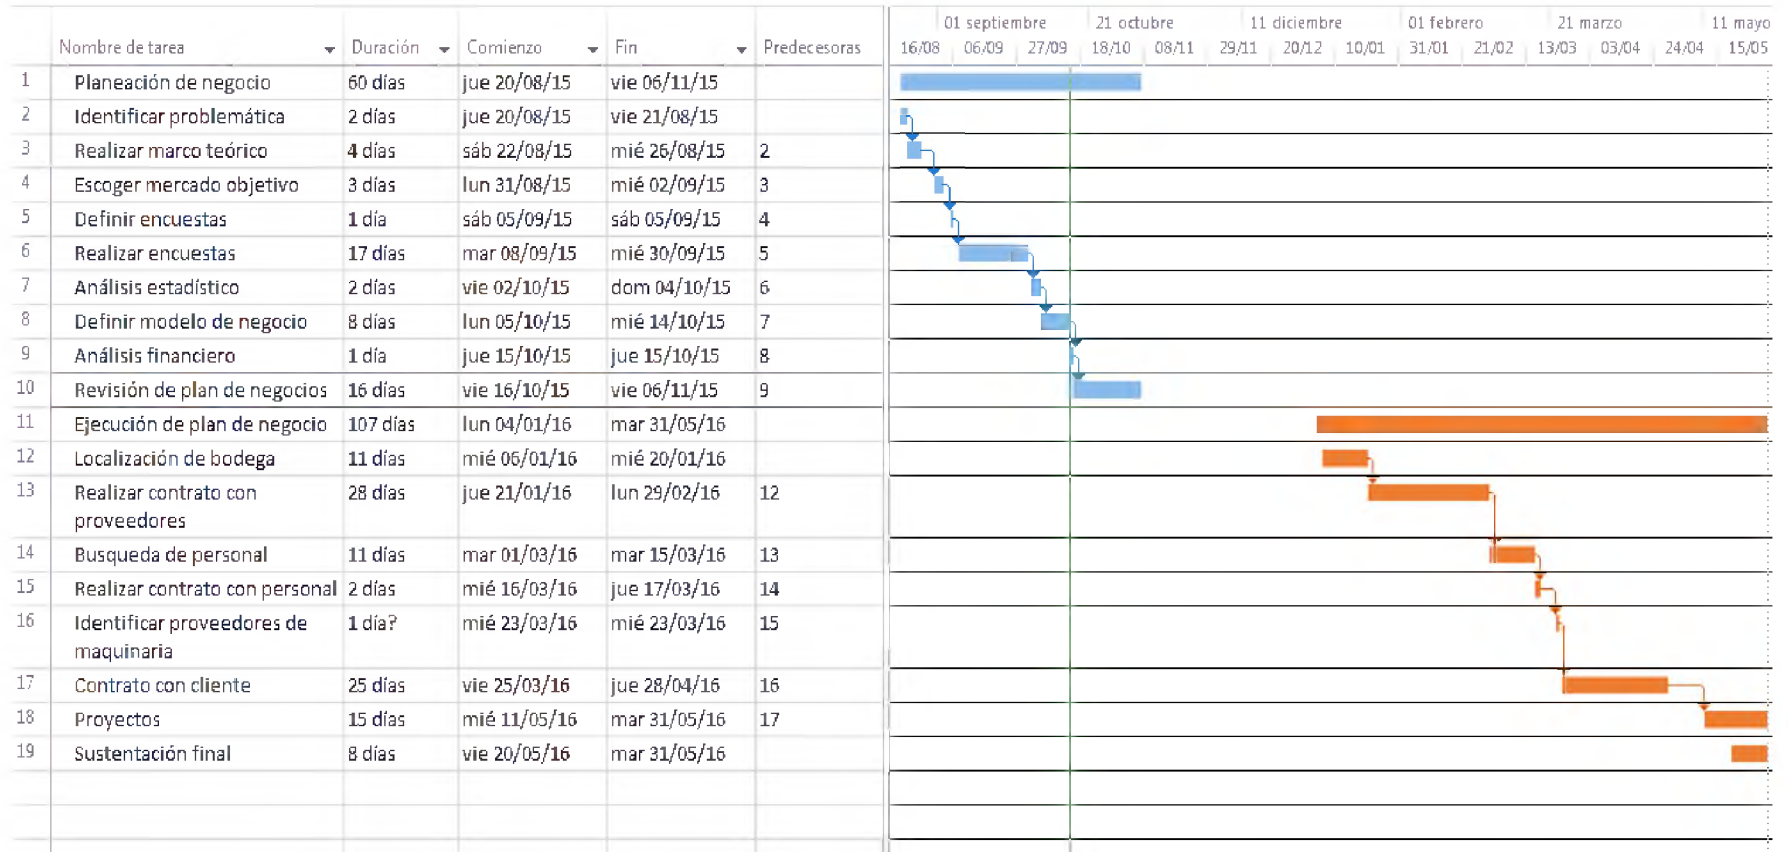 01 septiembre 21 octubre 11 diciembre 01 febrero 21 marzo 11 mayo
Nombre de tarea Duración Comienzo Fin Predecesoras 16/08 06/09 27/09 18/10 08/11 29/11 20/12 10/01 31/01 21/02 13/03 03/04 24/04 15/05
1 Planeación de negocio 60 días jue 20/08/15 vie 06/11/15
2 Identificar problemática 2 días jue 20/08/15 vie 21/08/15
3 Realizar marco teórico 4 días sáb 22/08/15 mié 26/08/15 2
4 Escoger mercado objetivo 3 días lun 31/08/15 mié 02/09/15 3
5 Definir encuestas 1 día sáb 05/09/15 sáb 05/09/15 4
6 Realizar encuestas 17 días mar 08/09/15 mié 30/09/15 5
7 Análisis estadístico 2 días vie 02/10/15 dom 04/10/15 6
8 Definir modelo de negocio 8 días lun 05/10/15 mié 14/10/15 7
9 Análisis financiero 1 día jue 15/10/15 jue 15/10/15 8
10 Revisión de plan de negocios 16 días vie 16/10/15 vie 06/11/15 9
11 Ejecución de plan de negocio 107 días lun 04/01/16 mar 31/05/16
12 Localización de bodega 11 días mié 06/01/16 mié 20/01/16
13 Realizar contrato con 28 días jue 21/01/16 lun 29/02/16 12
proveedores
14 Busqueda de personal 11 días mar 01/03/16 mar 15/03/16 13
15 Realizar contrato con personal 2 días mié 16/03/16 jue 17/03/16 14
16 Identificar proveedores de 1 día? mié 23/03/16 mié 23/03/16 15
maquinaria
17 Contrato con cliente 25 días vie 25/03/16 jue 28/04/16 16
18 Proyectos 15 días mié 11/05/16 mar 31/05/16 17
19 Sustentación final 8 días vie 20/05/16 mar 31/05/16